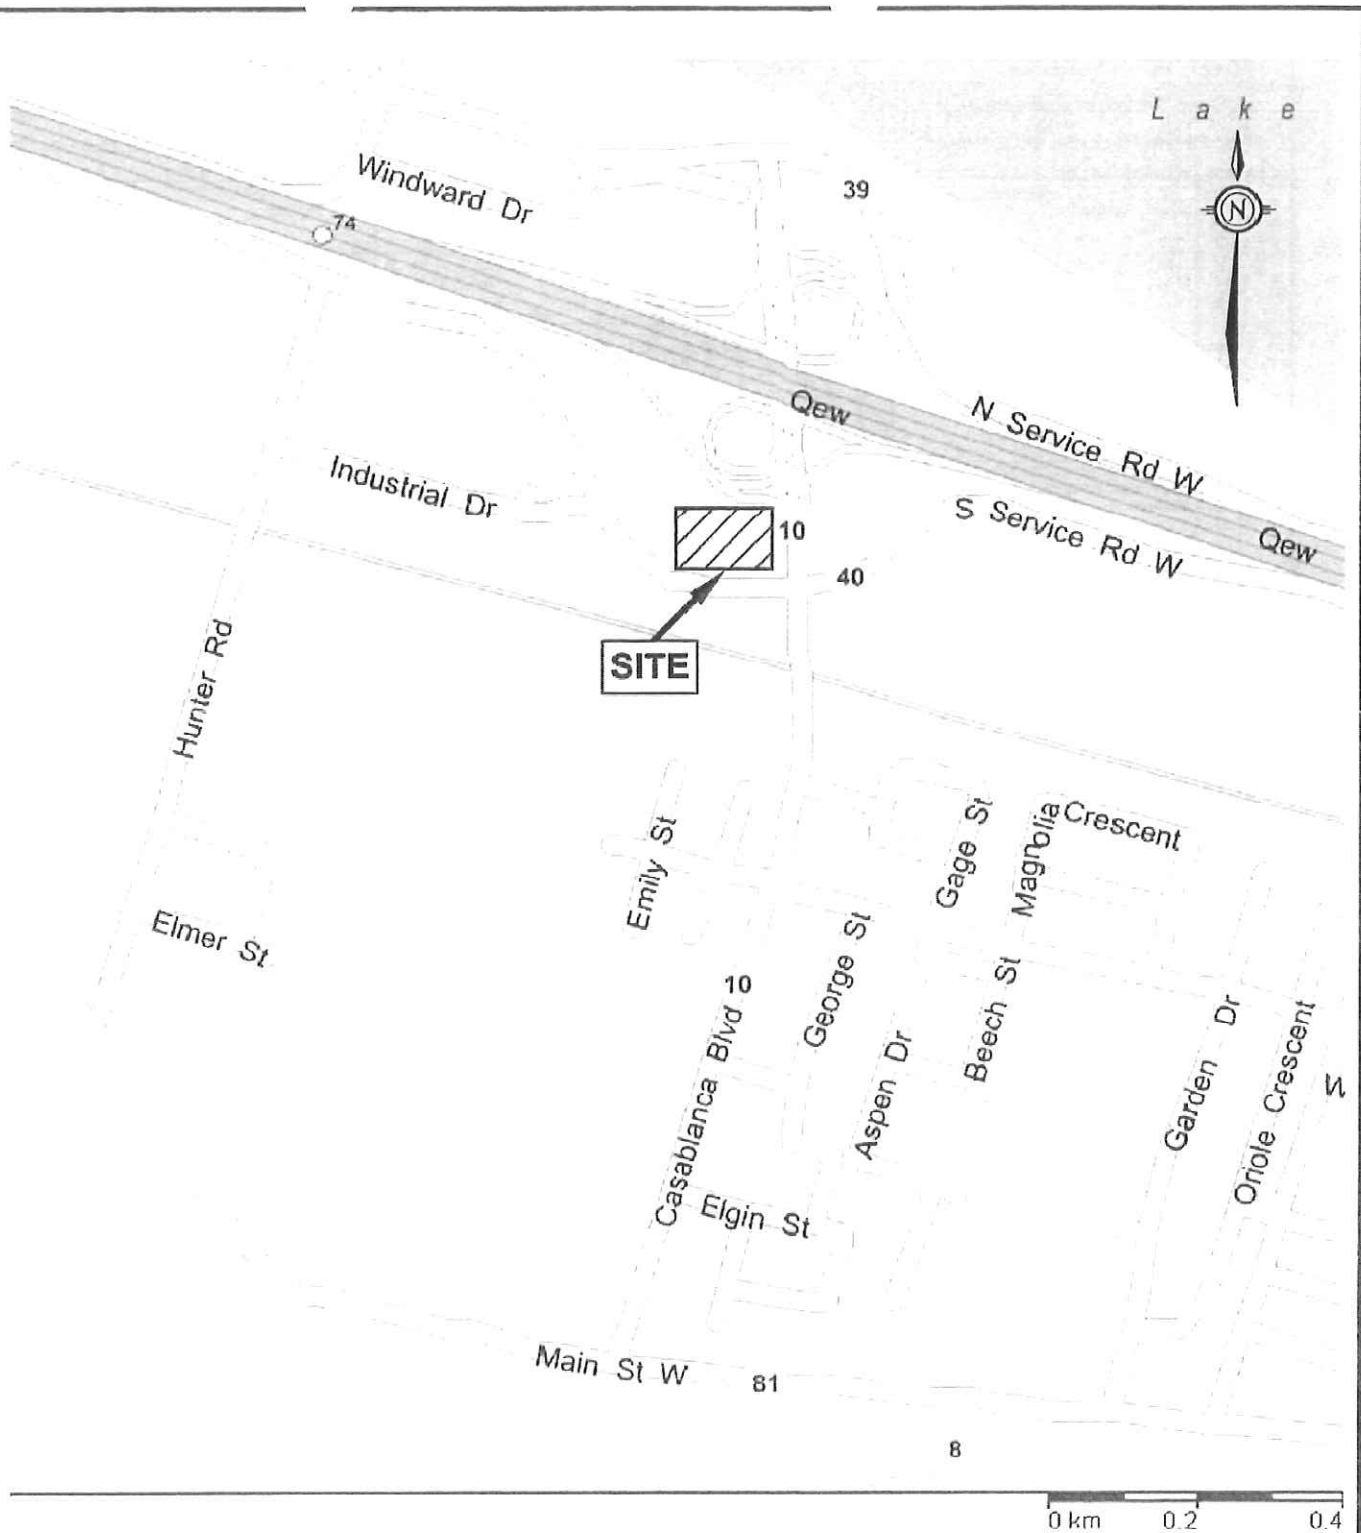 L a k e
N
39
Windward Dr
74
Qew
N Service Rd W
Industrial Dr
S Service Rd W
10
Qew
40
Hunter Rd
SITE
Gage St
Magnolia Crescent
Emily St
Elmer St
George St
Beech St
10
Casablanca Blvd
Aspen Dr
Garden Dr
Oriole Crescent
Elgin St
Main St W
81
8
0 km 0.2 0.4